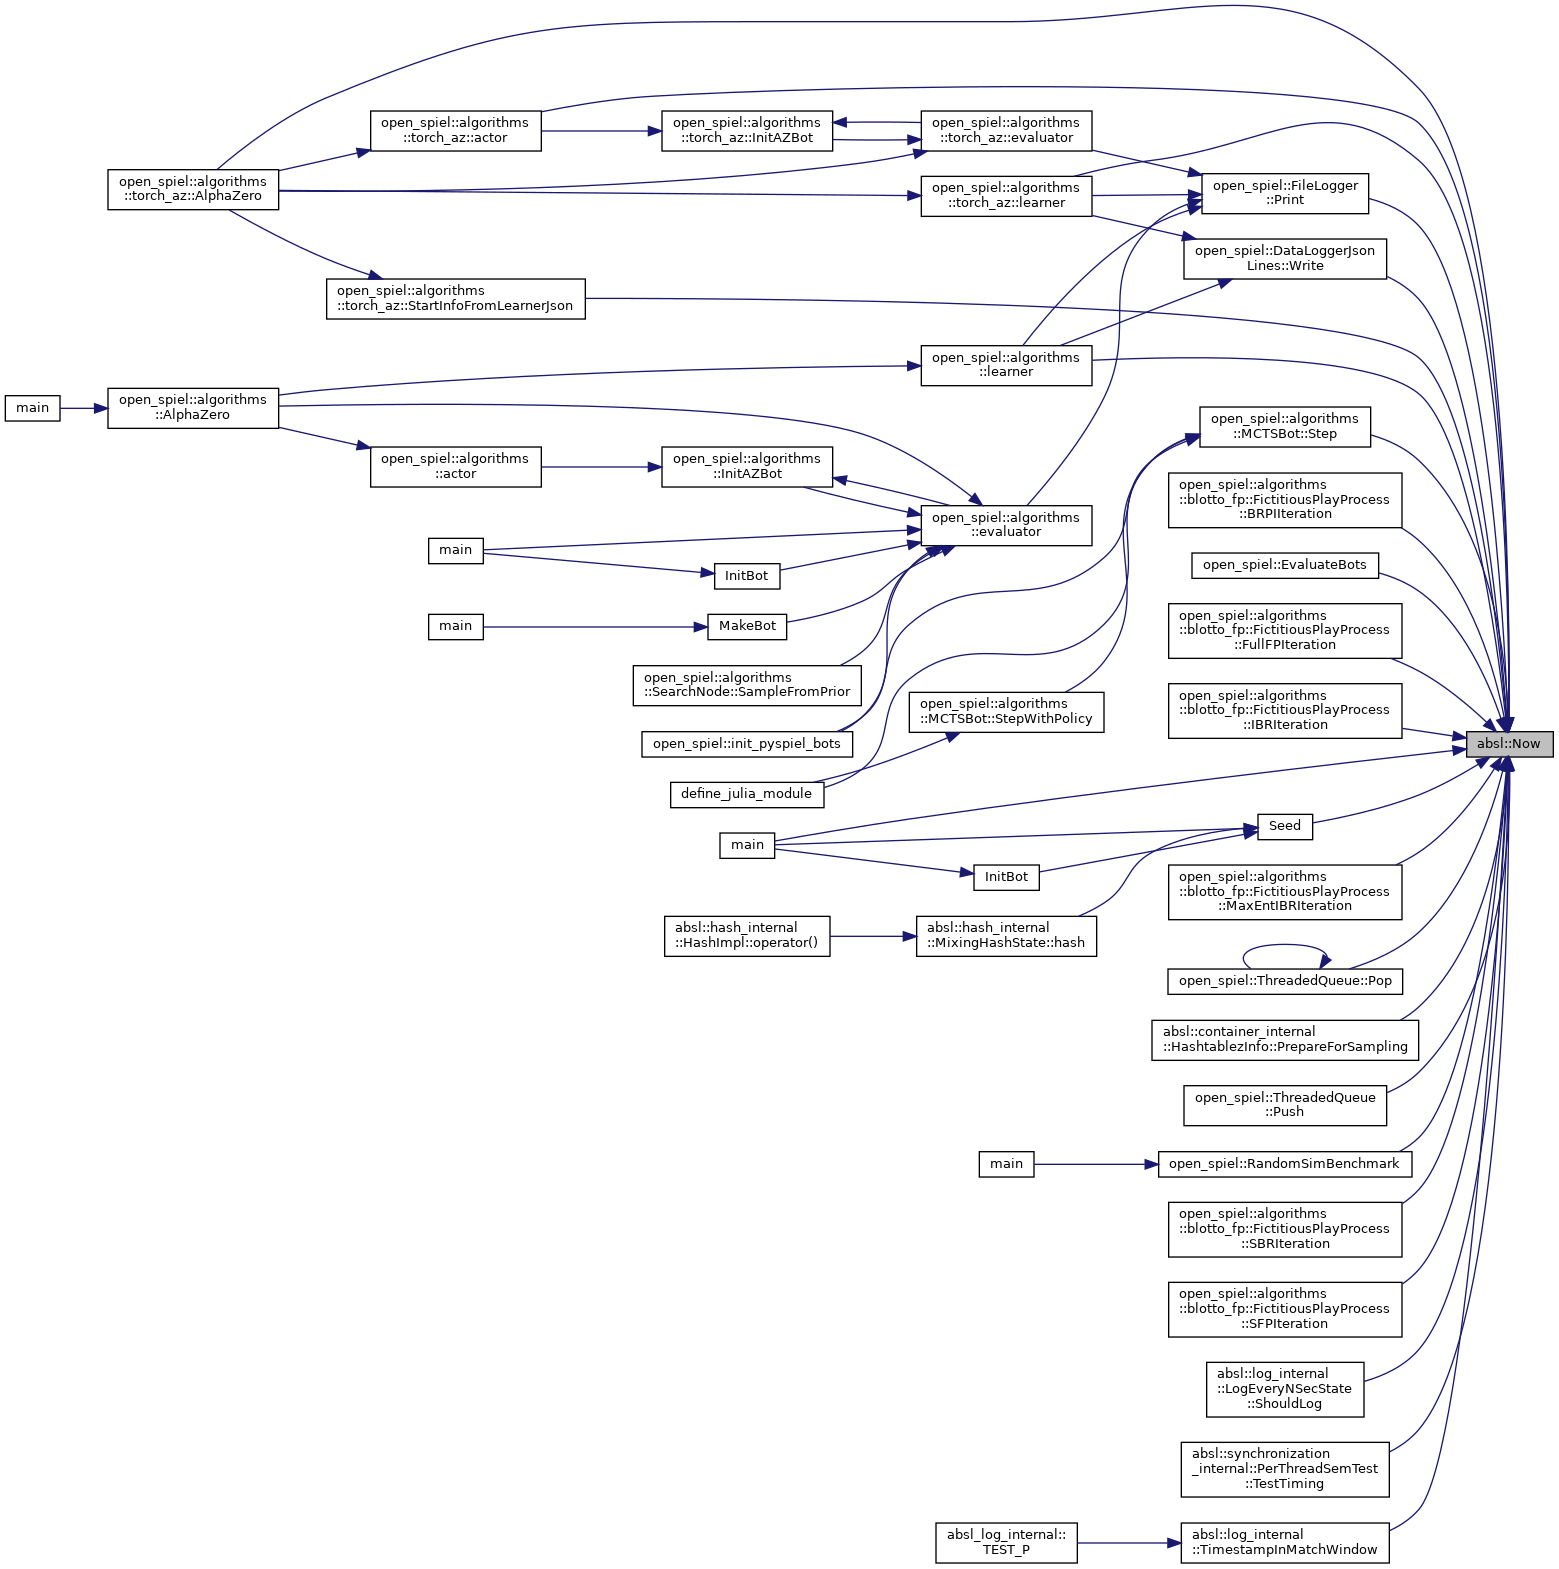 open_spiel::algorithms
::torch_az::actor
open_spiel::algorithms
::torch_az::InitAZBot
open_spiel::algorithms
::torch_az::evaluator
open_spiel::algorithms
::torch_az::AlphaZero
open_spiel::algorithms
::torch_az::learner
open_spiel::FileLogger
::Print
open_spiel::DataLoggerJson
Lines::Write
open_spiel::algorithms
::torch_az::StartInfoFromLearnerJson
open_spiel::algorithms
::learner
main
open_spiel::algorithms
::AlphaZero
open_spiel::algorithms
::MCTSBot::Step
open_spiel::algorithms
::actor
open_spiel::algorithms
::InitAZBot
open_spiel::algorithms
::blotto_fp::FictitiousPlayProcess
::BRPIIteration
open_spiel::algorithms
::evaluator
main
InitBot
open_spiel::EvaluateBots
main
MakeBot
open_spiel::algorithms
::blotto_fp::FictitiousPlayProcess
::FullFPIteration
open_spiel::algorithms
::SearchNode::SampleFromPrior
open_spiel::algorithms
::MCTSBot::StepWithPolicy
open_spiel::algorithms
::blotto_fp::FictitiousPlayProcess
::IBRIteration
open_spiel::init_pyspiel_bots
absl::Now
define_julia_module
main
Seed
InitBot
open_spiel::algorithms
::blotto_fp::FictitiousPlayProcess
::MaxEntIBRIteration
absl::hash_internal
::HashImpl::operator()
absl::hash_internal
::MixingHashState::hash
open_spiel::ThreadedQueue::Pop
absl::container_internal
::HashtablezInfo::PrepareForSampling
open_spiel::ThreadedQueue
::Push
main
open_spiel::RandomSimBenchmark
open_spiel::algorithms
::blotto_fp::FictitiousPlayProcess
::SBRIteration
open_spiel::algorithms
::blotto_fp::FictitiousPlayProcess
::SFPIteration
absl::log_internal
::LogEveryNSecState
::ShouldLog
absl::synchronization
_internal::PerThreadSemTest
::TestTiming
absl_log_internal::
TEST_P
absl::log_internal
::TimestampInMatchWindow